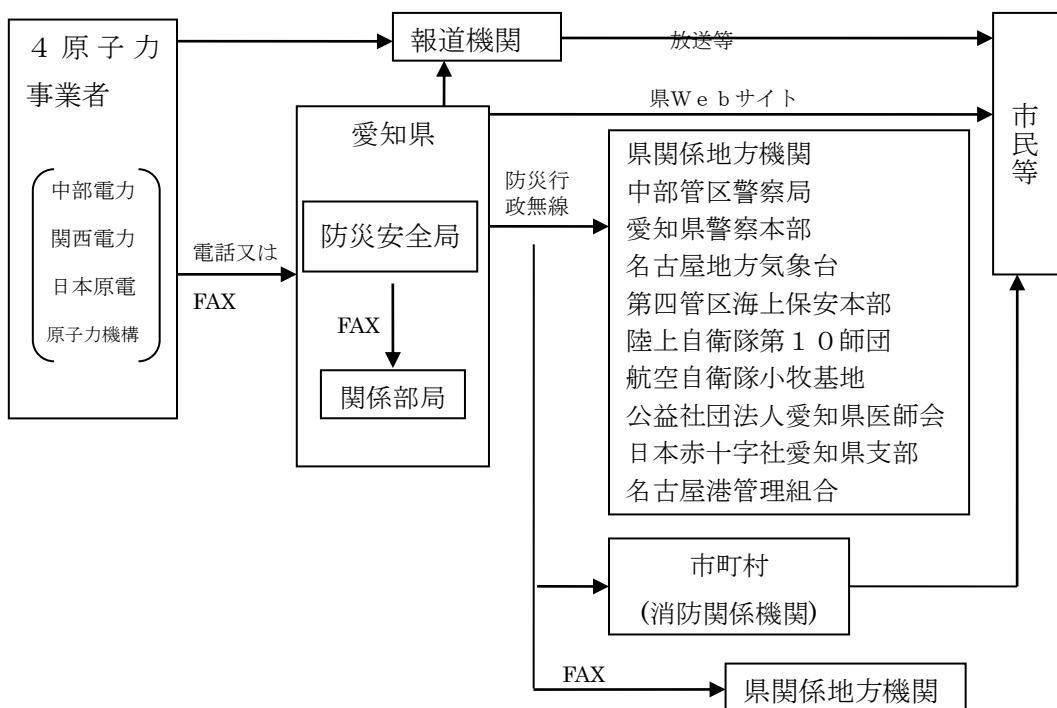 ４原子力
事業者
中部電力
関西電力
日本原電
原子力機構
電話又は
FAX
報道機関
放送等
愛知県
防災安全局
FAX
関係部局
県Ｗｅｂサイト
防災行
政無線
県関係地方機関
中部管区警察局
愛知県警察本部
名古屋地方気象台
第四管区海上保安本部
陸上自衛隊第１０師団
航空自衛隊小牧基地
公益社団法人愛知県医師会
日本赤十字社愛知県支部
名古屋港管理組合
市町村
(消防関係機関)
FAX
県関係地方機関
市民等